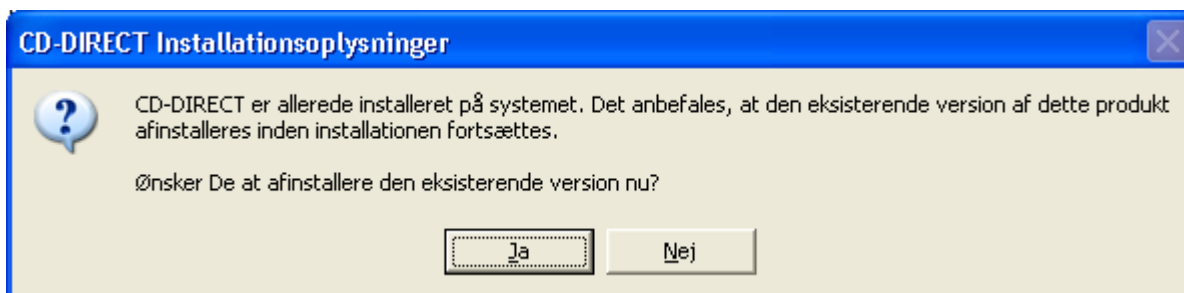 CD-DIRECT Installationsoplysninger
CD-DIRECT er allerede installeret på systemet. Det anbefales, at den eksisterende version af dette produkt
afinstalleres inden installationen fortsættes.
Ønsker De at afinstallere den eksisterende version nu?
Ja
Nej